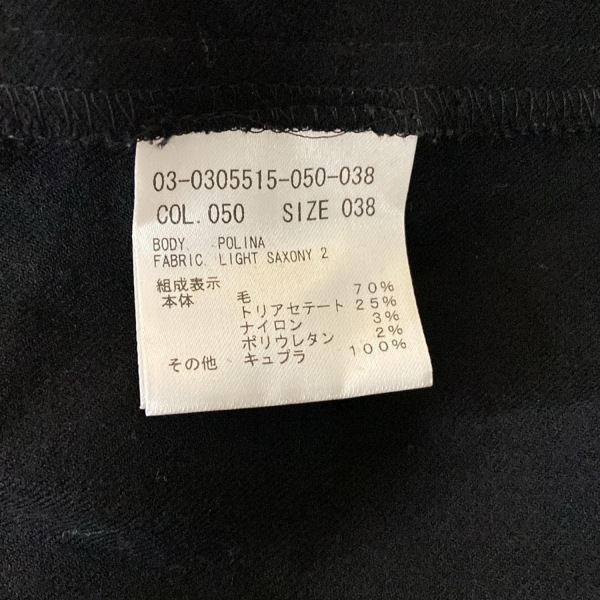 03-0305515-050-038
COL. 050 SIZE 038
BODY. POLINA
FABRIC. LIGHT SAXONY 2
組成表示
本体 毛 70%
トリアセテート 25%
ナイロン 3%
ポリウレタン 2%
その他 キュプラ 100%